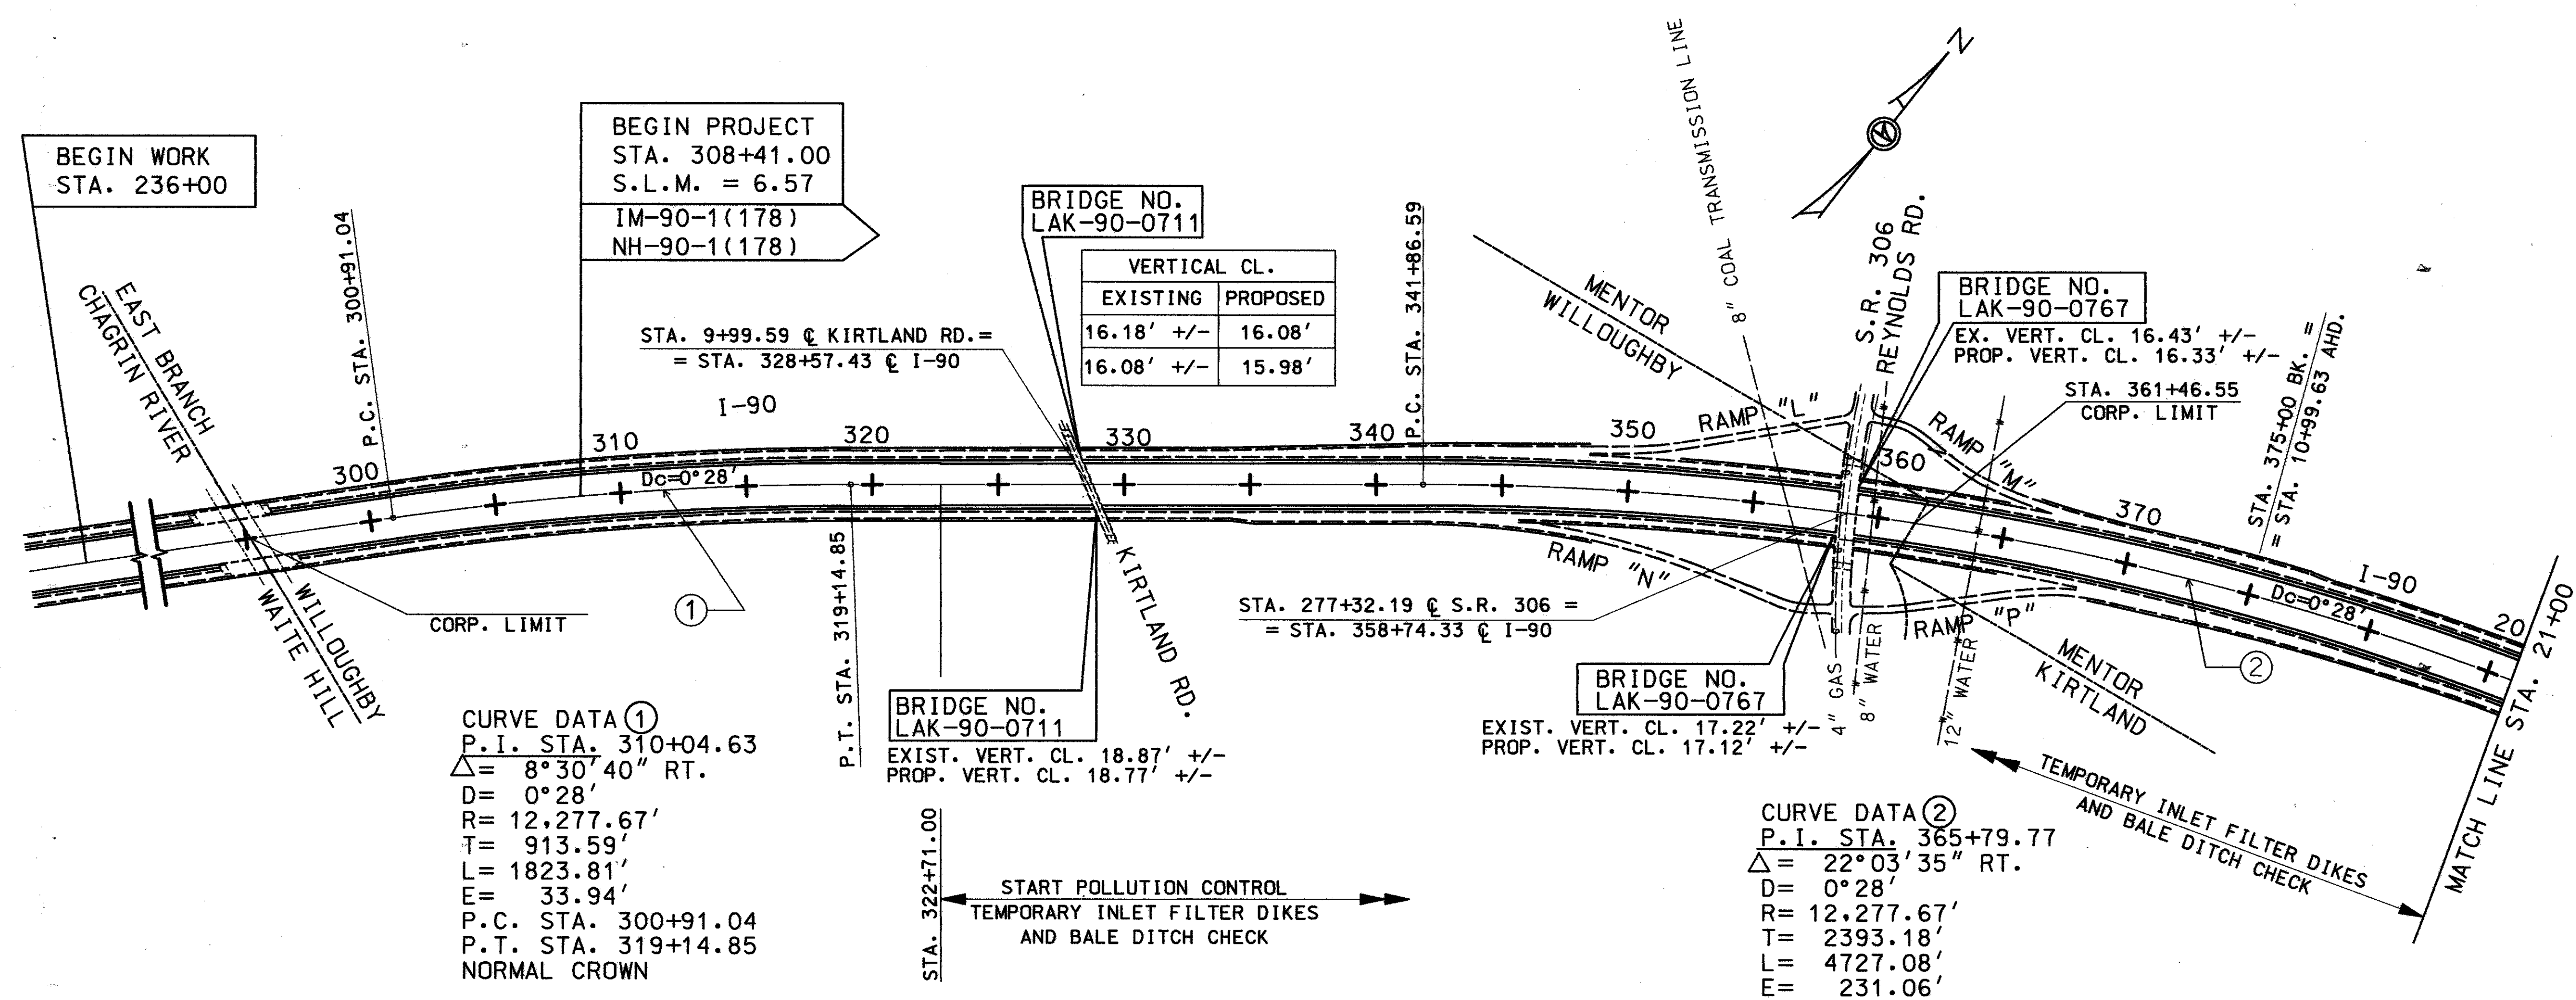 BEGIN WORK
STA. 236+00
BEGIN PROJECT
STA. 308+41.00
S.L.M. = 6.57
IM-90-1(178)
NH-90-1(178)
EAST BRANCH
CHAGRIN RIVER
P.C. STA. 300+91.04
STA. 9+99.59 ℄ KIRTLAND RD.=
= STA. 328+57.43 ℄ I-90
I-90
BRIDGE NO.
LAK-90-0711
VERTICAL CL.
EXISTING PROPOSED
16.18' +/- 16.08'
16.08' +/- 15.98'
P.C. STA. 341+86.59
8" COAL TRANSMISSION LINE
MENTOR
WILLOUGHBY
N
S.R. 306
REYNOLDS RD.
BRIDGE NO.
LAK-90-0767
EX. VERT. CL. 16.43' +/-
PROP. VERT. CL. 16.33' +/-
STA. 361+46.55
CORP. LIMIT
STA. 375+00 BK. =
= STA. 10+99.63 AHD.
300
310
320
330
340
350
360
370
20
RAMP "L"
RAMP "M"
Dc=0°28'
I-90
Dc=0°28'
CORP. LIMIT
WILLOUGHBY
WAITE HILL
1
P.T. STA. 319+14.85
KIRTLAND RD.
RAMP "N"
RAMP "P"
STA. 277+32.19 ℄ S.R. 306 =
= STA. 358+74.33 ℄ I-90
2
MATCH LINE STA. 21+00
BRIDGE NO.
LAK-90-0711
EXIST. VERT. CL. 18.87' +/-
PROP. VERT. CL. 18.77' +/-
BRIDGE NO.
LAK-90-0767
EXIST. VERT. CL. 17.22' +/-
PROP. VERT. CL. 17.12' +/-
4" GAS
8" WATER
12" WATER
MENTOR
KIRTLAND
TEMPORARY INLET FILTER DIKES
AND BALE DITCH CHECK
CURVE DATA 1
P.I. STA. 310+04.63
△= 8°30'40" RT.
D= 0°28'
R= 12,277.67'
T= 913.59'
L= 1823.81'
E= 33.94'
P.C. STA. 300+91.04
P.T. STA. 319+14.85
NORMAL CROWN
STA. 322+71.00
START POLLUTION CONTROL
TEMPORARY INLET FILTER DIKES
AND BALE DITCH CHECK
CURVE DATA 2
P.I. STA. 365+79.77
△= 22°03'35" RT.
D= 0°28'
R= 12,277.67'
T= 2393.18'
L= 4727.08'
E= 231.06'